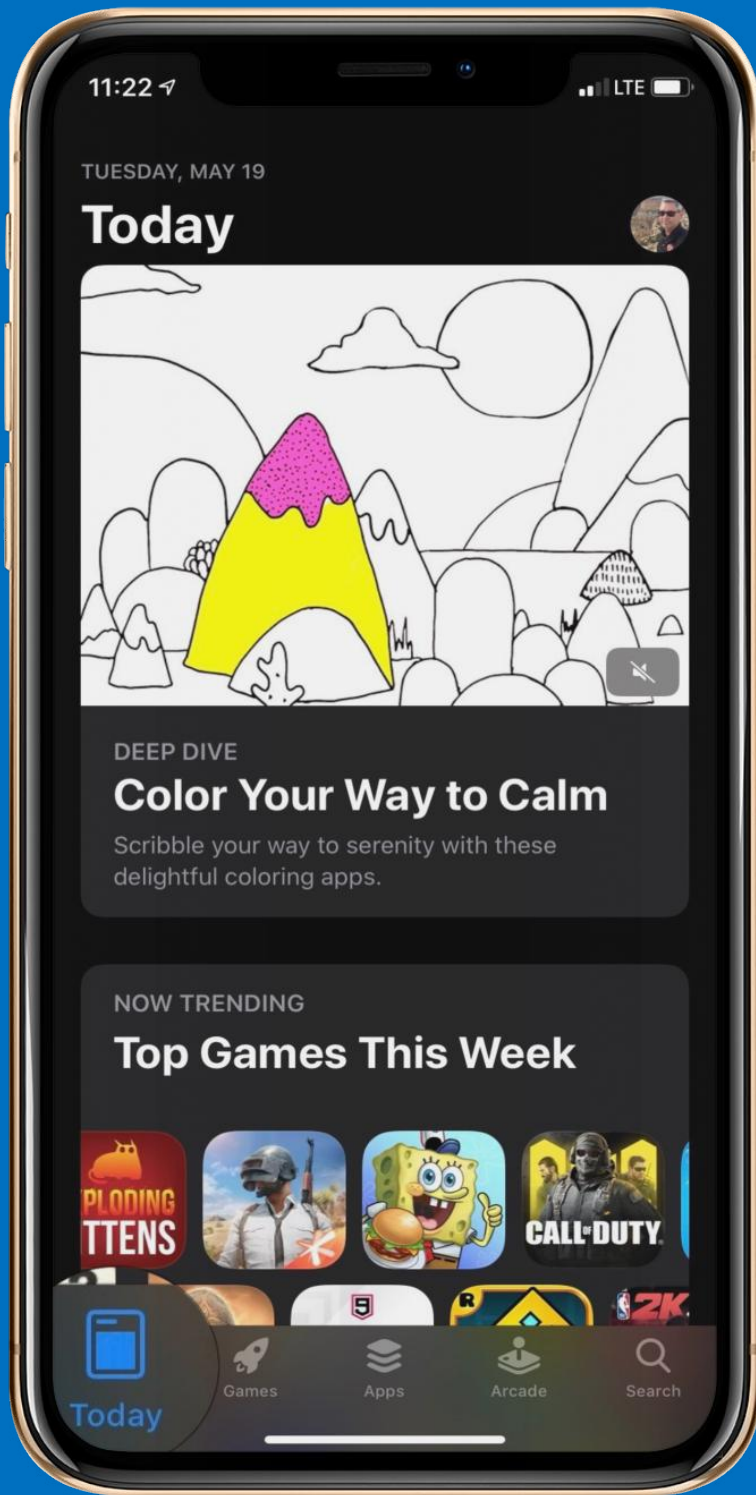 11:22
LTE
TUESDAY, MAY 19
Today
DEEP DIVE
Color Your Way to Calm
Scribble your way to serenity with these
delightful coloring apps.
NOW TRENDING
Top Games This Week
PLODING
TTENS
CALL OF DUTY
R
2K
Today
Games
Apps
Arcade
Search